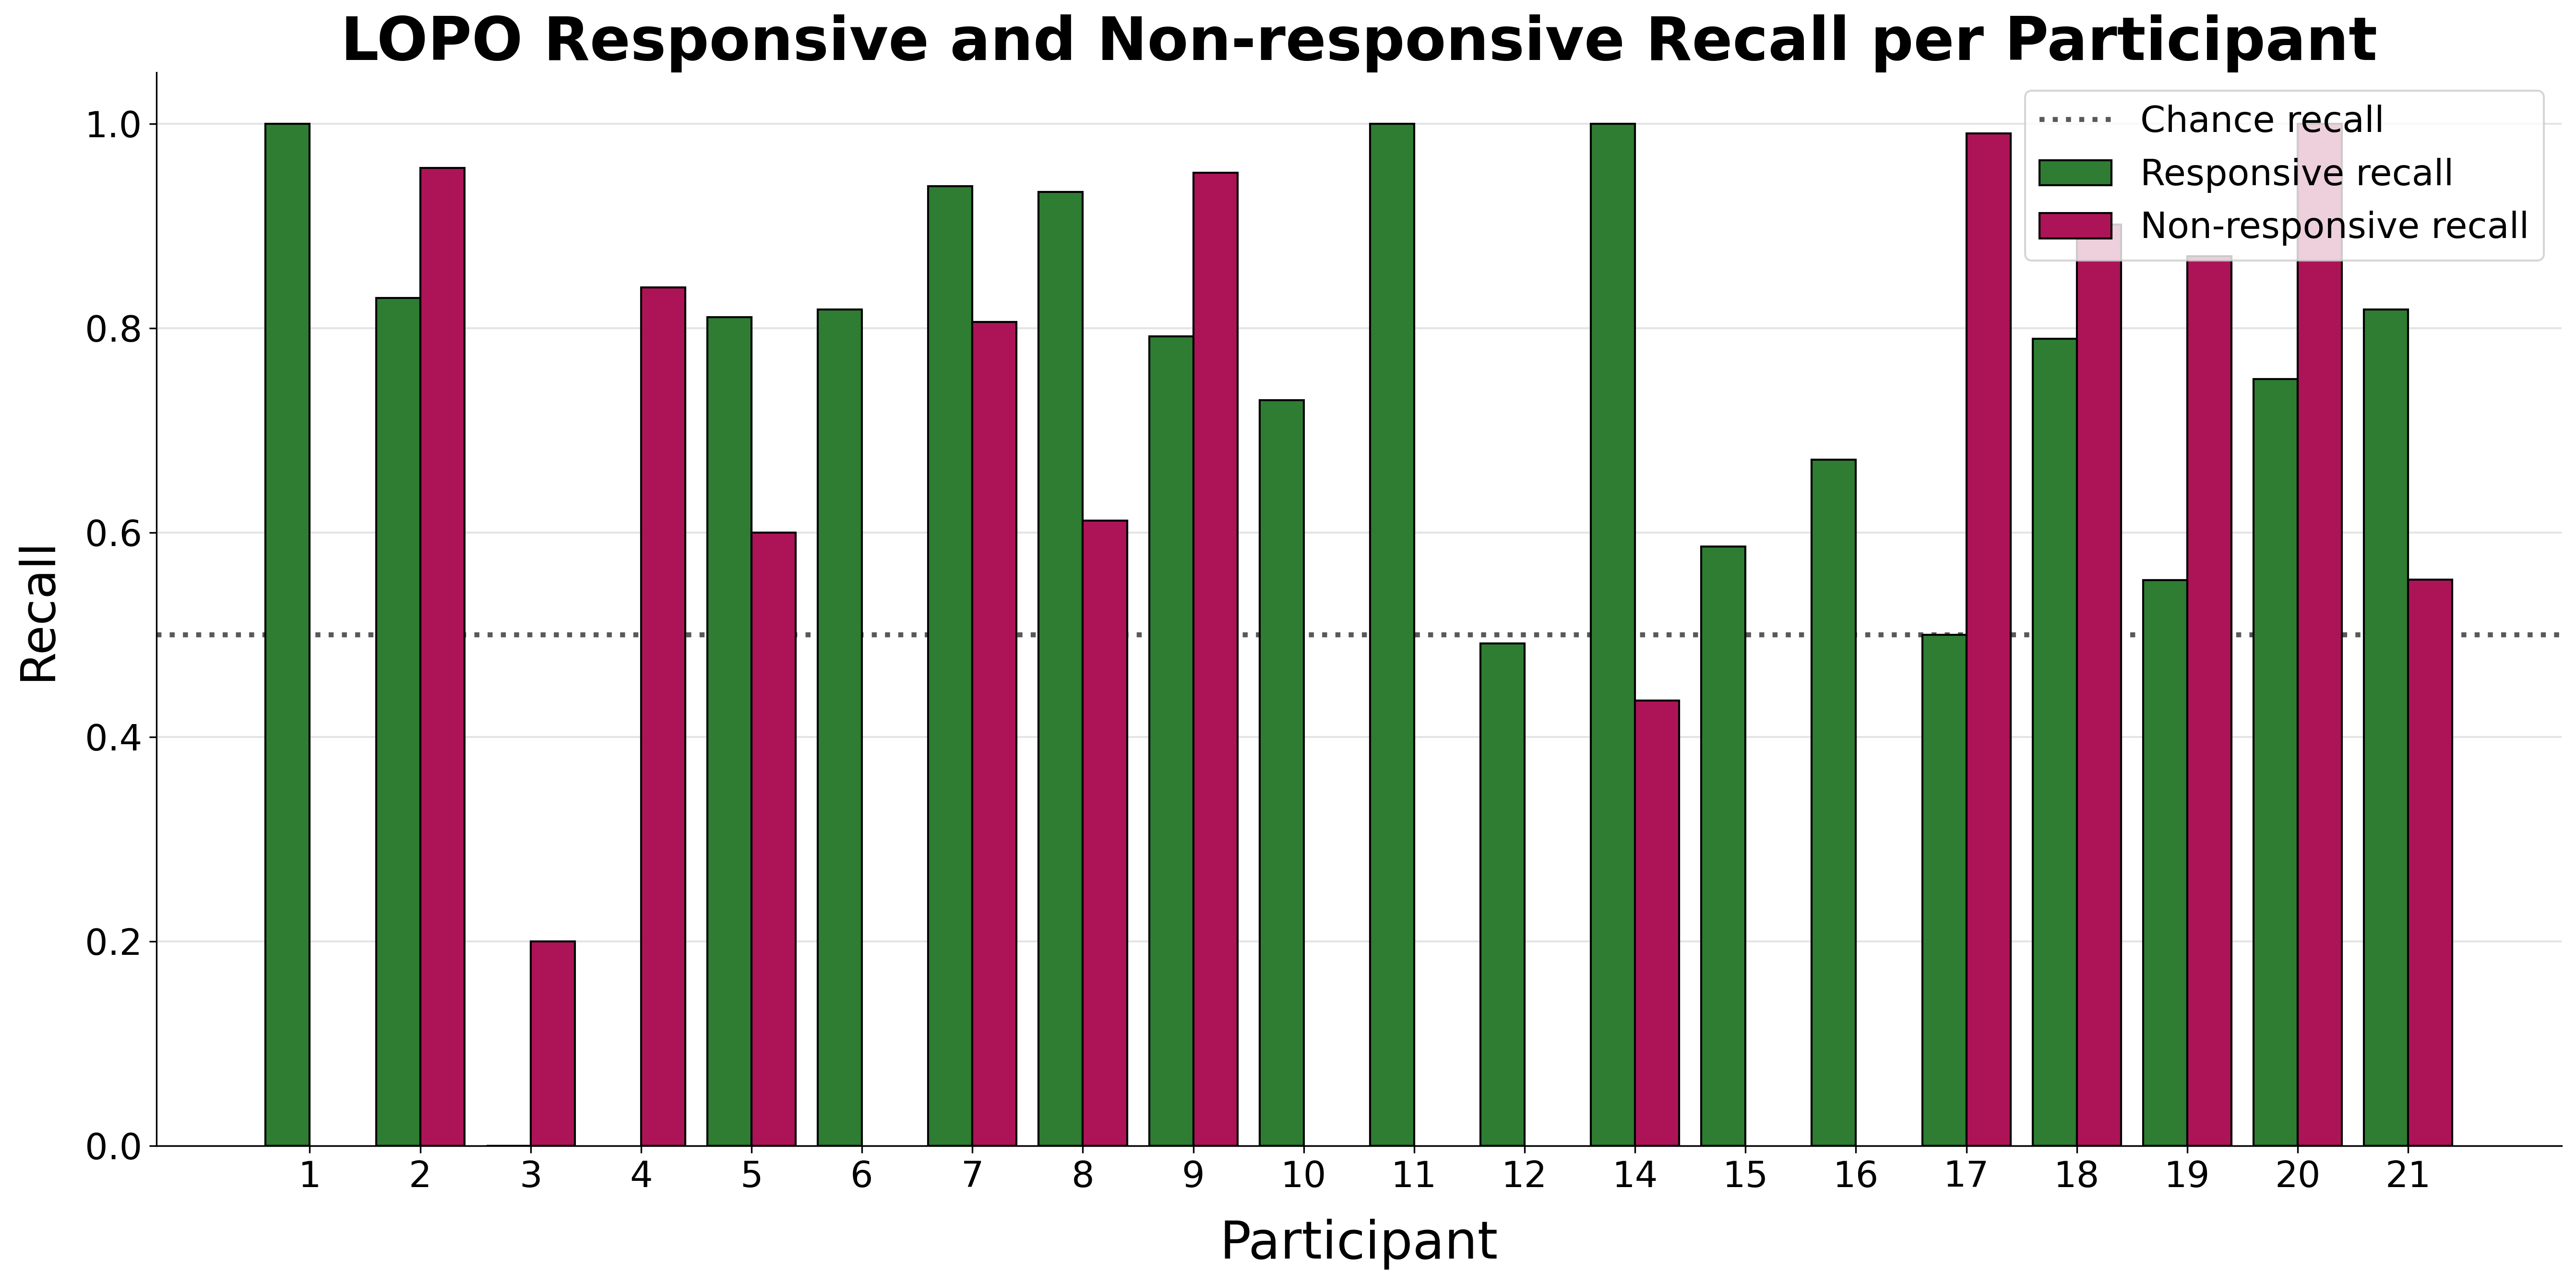 LOPO Responsive and Non-responsive Recall per Participant
Chance recall
Responsive recall
Non-responsive recall
Recall
1.0
0.8
0.6
0.4
0.2
0.0
1 2 3 4 5 6 7 8 9 10 11 12 14 15 16 17 18 19 20 21
Participant